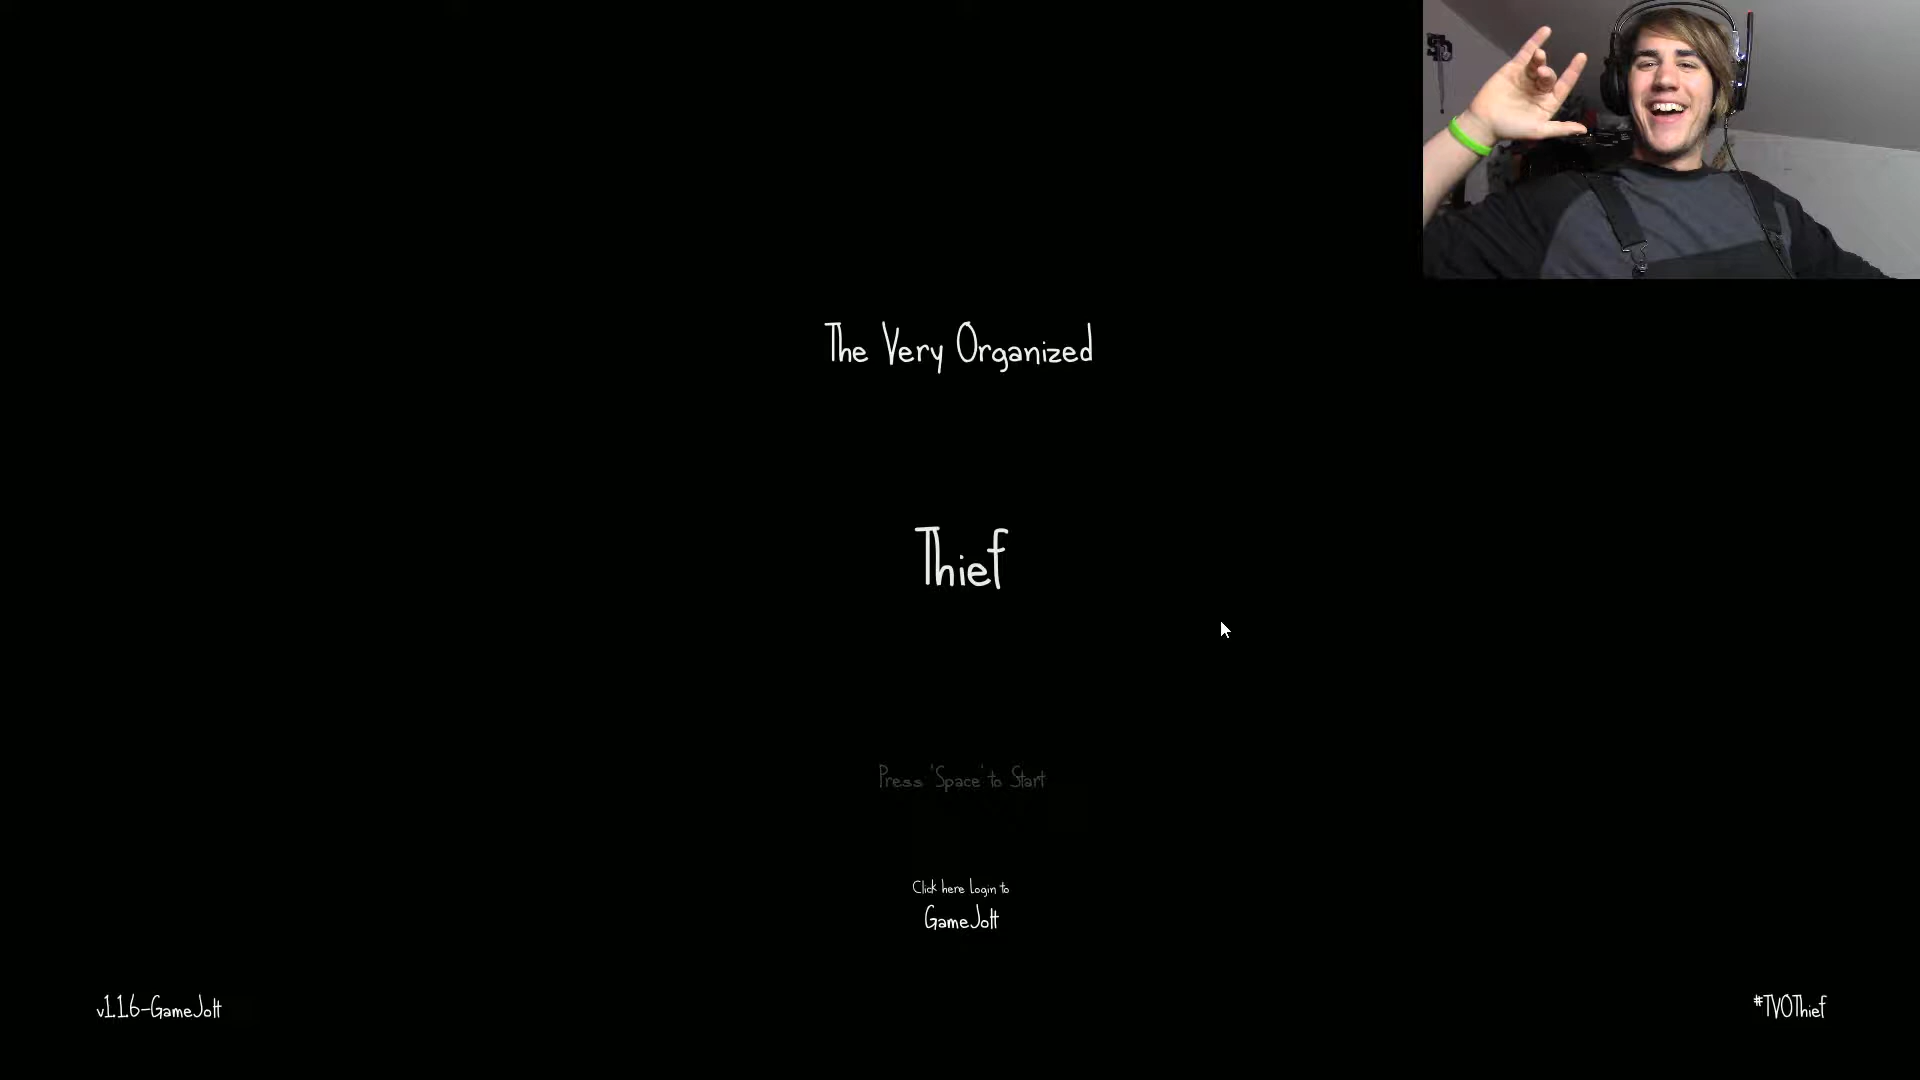 The Very Organized
Thief
Press 'Space' to Start
Click here Login to
GameJolt
v1.1.6-GameJolt
#TVOThief